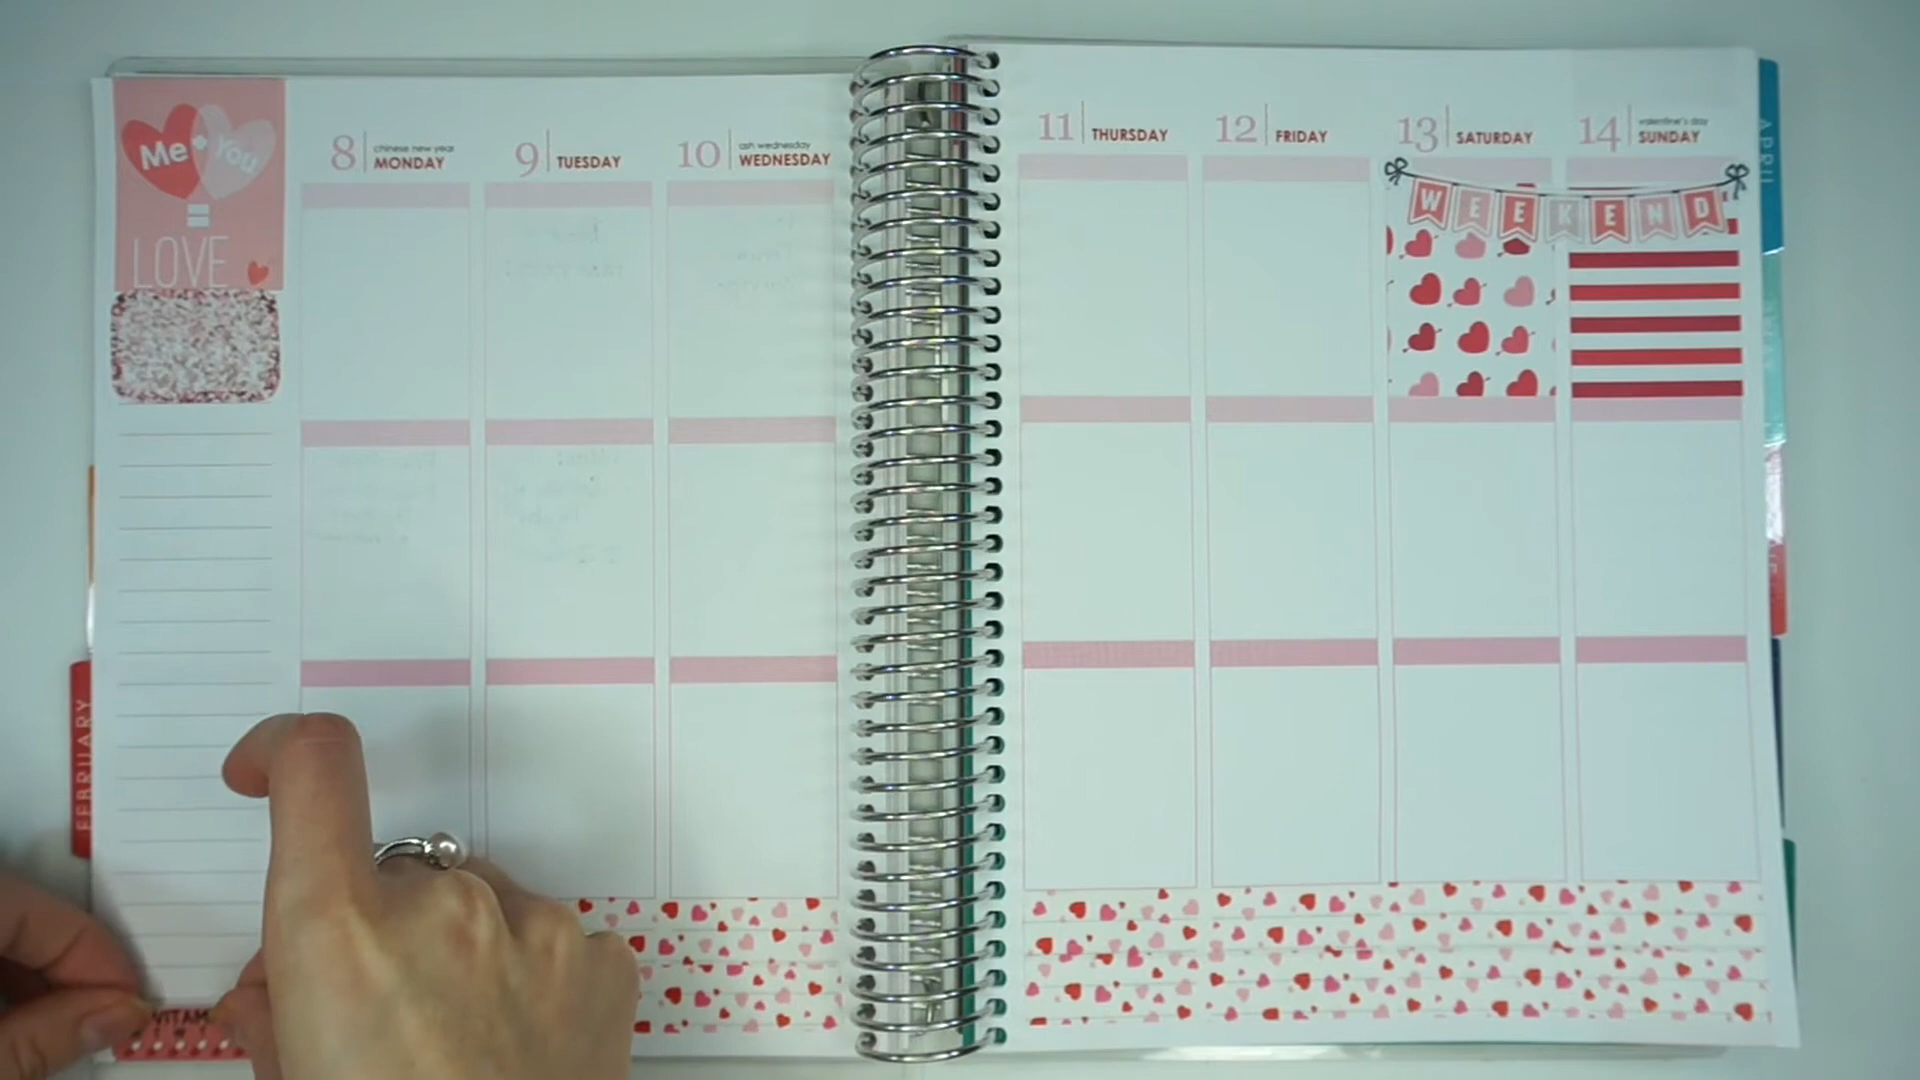 Me + You
=
LOVE
8 chinese new year
MONDAY
9 TUESDAY
10 ash wednesday
WEDNESDAY
11 THURSDAY
12 FRIDAY
13 SATURDAY
14 valentine's day
SUNDAY
WEEKEND
FEBRUARY
APRIL
VITAM